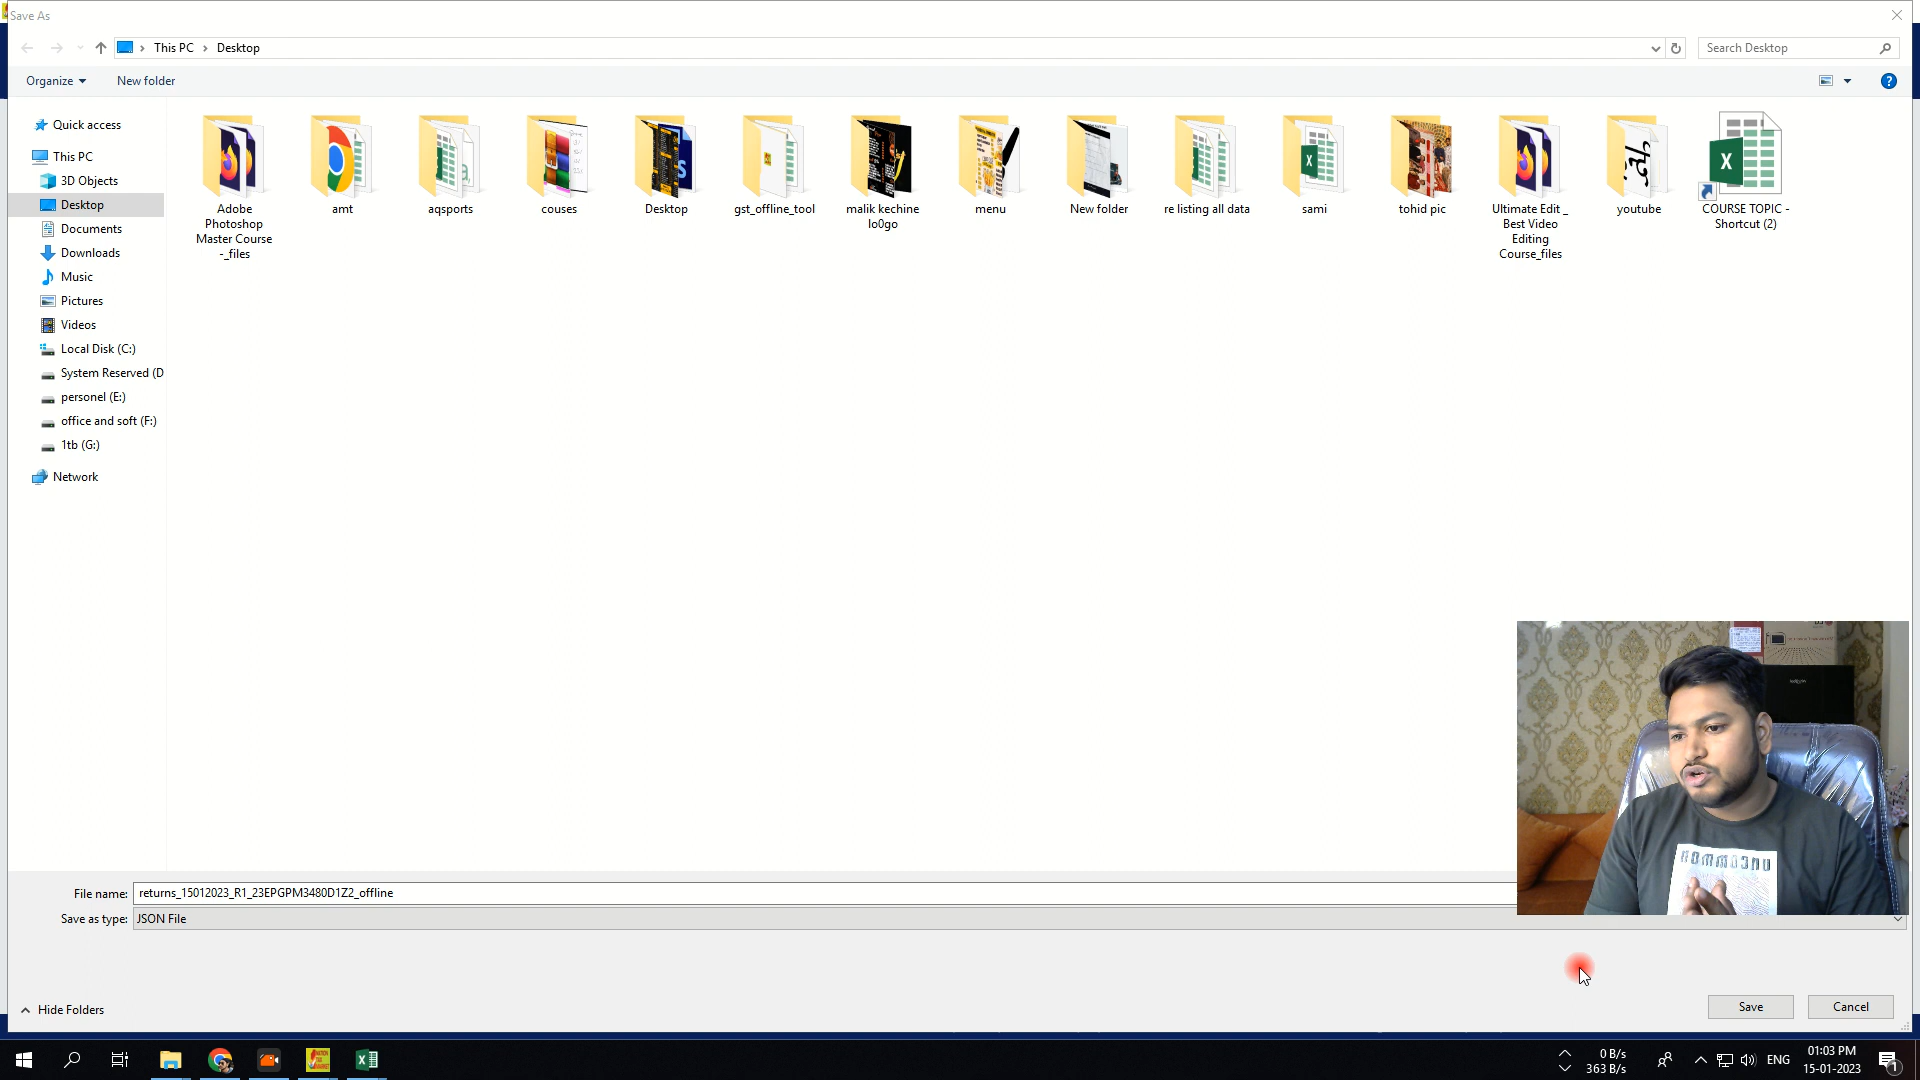 Save As
This PC
Desktop
Search Desktop
Organize
New folder
Quick access
This PC
3D Objects
Desktop
Documents
Downloads
Music
Pictures
Videos
Local Disk (C:)
System Reserved (D
personel (E:)
office and soft (F:)
1tb (G:)
Network
Adobe
Photoshop
Master Course
-_files
amt
aqsports
couses
Desktop
gst_offline_tool
malik kechine
lo0go
menu
New folder
re listing all data
sami
tohid pic
Ultimate Edit _
Best Video
Editing
Course_files
youtube
COURSE TOPIC -
Shortcut (2)
File name:
returns_15012023_R1_23EPGPM3480D1Z2_offline
Save as type:
JSON File
Hide Folders
Save
Cancel
0 B/s
363 B/s
ENG
01:03 PM
15-01-2023
1